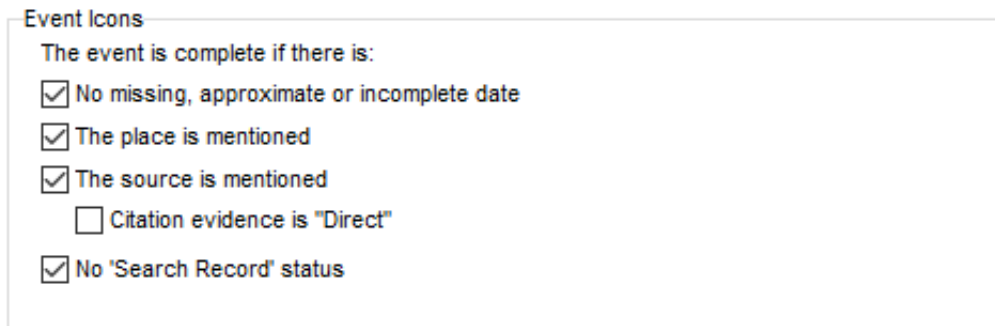 Event Icons
The event is complete if there is:
No missing, approximate or incomplete date
The place is mentioned
The source is mentioned
Citation evidence is "Direct"
No 'Search Record' status